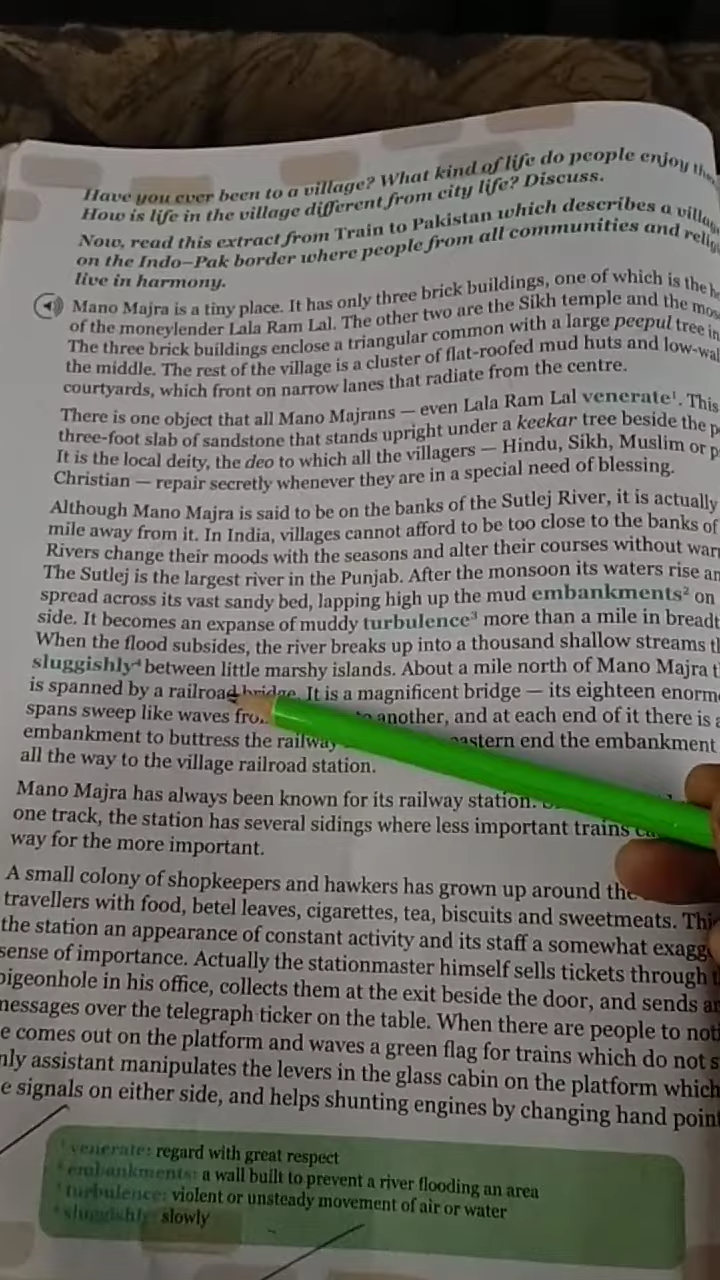 Have you ever been to a village? What kind of life do people enjoy
How is life in the village different from city life? Discuss.
Now, read this extract from Train to Pakistan which describes a
on the Indo–Pak border where people from all communities and
live in harmony.
Mano Majra is a tiny place. It has only three brick buildings, one of which is the
of the moneylender Lala Ram Lal. The other two are the Sikh temple and the
The three brick buildings enclose a triangular common with a large peepul tree in
the middle. The rest of the village is a cluster of flat-roofed mud huts and
courtyards, which front on narrow lanes that radiate from the centre.
There is one object that all Mano Majrans — even Lala Ram Lal venerate¹. This
three-foot slab of sandstone that stands upright under a keekar tree beside the
It is the local deity, the deo to which all the villagers — Hindu, Sikh, Muslim or
Christian — repair secretly whenever they are in a special need of blessing.
Although Mano Majra is said to be on the banks of the Sutlej River, it is actually
mile away from it. In India, villages cannot afford to be too close to the banks of
Rivers change their moods with the seasons and alter their courses without
The Sutlej is the largest river in the Punjab. After the monsoon its waters rise
spread across its vast sandy bed, lapping high up the mud embankments² on
side. It becomes an expanse of muddy turbulence³ more than a mile in
When the flood subsides, the river breaks up into a thousand shallow streams
sluggishly⁴ between little marshy islands. About a mile north of Mano Majra
is spanned by a railroad bridge. It is a magnificent bridge — its eighteen
spans sweep like waves another, and at each end of it there is
embankment to buttress the railway end the embankment
all the way to the village railroad station.
Mano Majra has always been known for its railway station.
one track, the station has several sidings where less important trains
way for the more important.
A small colony of shopkeepers and hawkers has grown up around
travellers with food, betel leaves, cigarettes, tea, biscuits and sweetmeats.
the station an appearance of constant activity and its staff a somewhat
sense of importance. Actually the stationmaster himself sells tickets through
pigeonhole in his office, collects them at the exit beside the door, and sends
messages over the telegraph ticker on the table. When there are people to
comes out on the platform and waves a green flag for trains which do not
assistant manipulates the levers in the glass cabin on the platform which
signals on either side, and helps shunting engines by changing hand
¹ venerate: regard with great respect
² embankments: a wall built to prevent a river flooding an area
³ turbulence: violent or unsteady movement of air or water
⁴ sluggishly: slowly